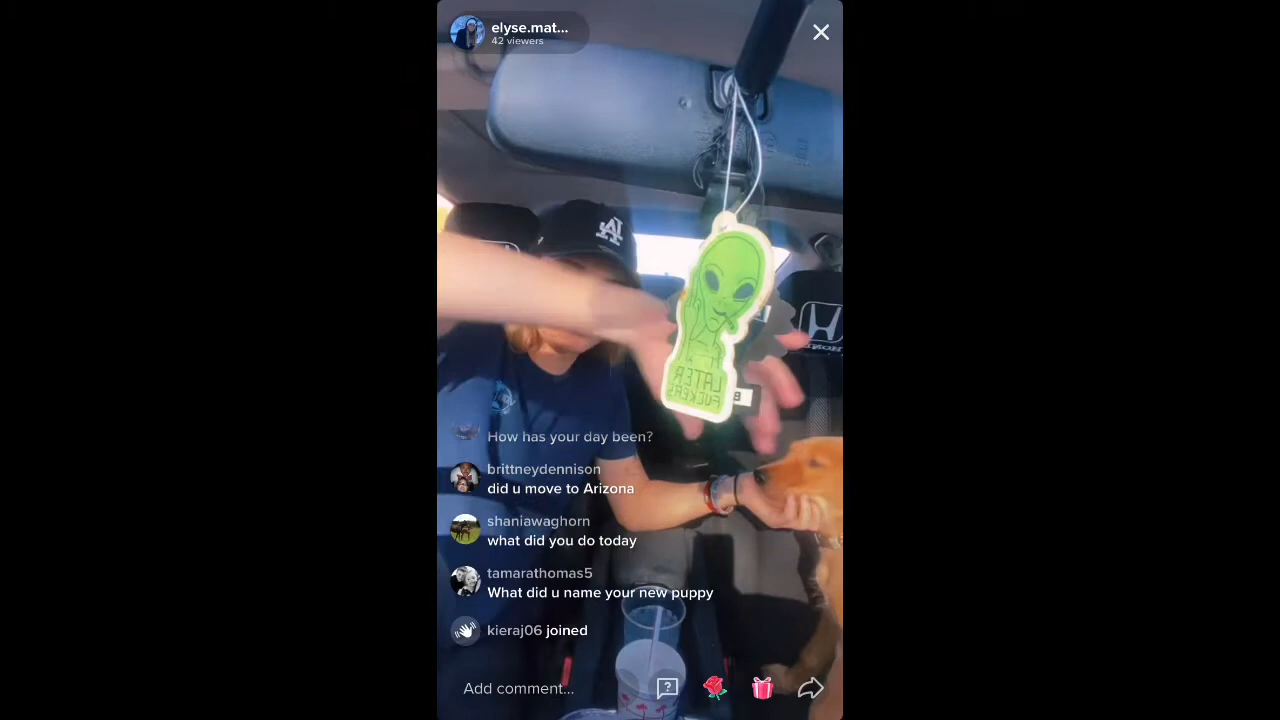 elyse.mat...
42 viewers
LA
LATER
FUCKERS
B
HONDA
How has your day been?
brittneydennison
did u move to Arizona
shaniawaghorn
what did you do today
tamarathomas5
What did u name your new puppy
kieraj06 joined
Add comment...